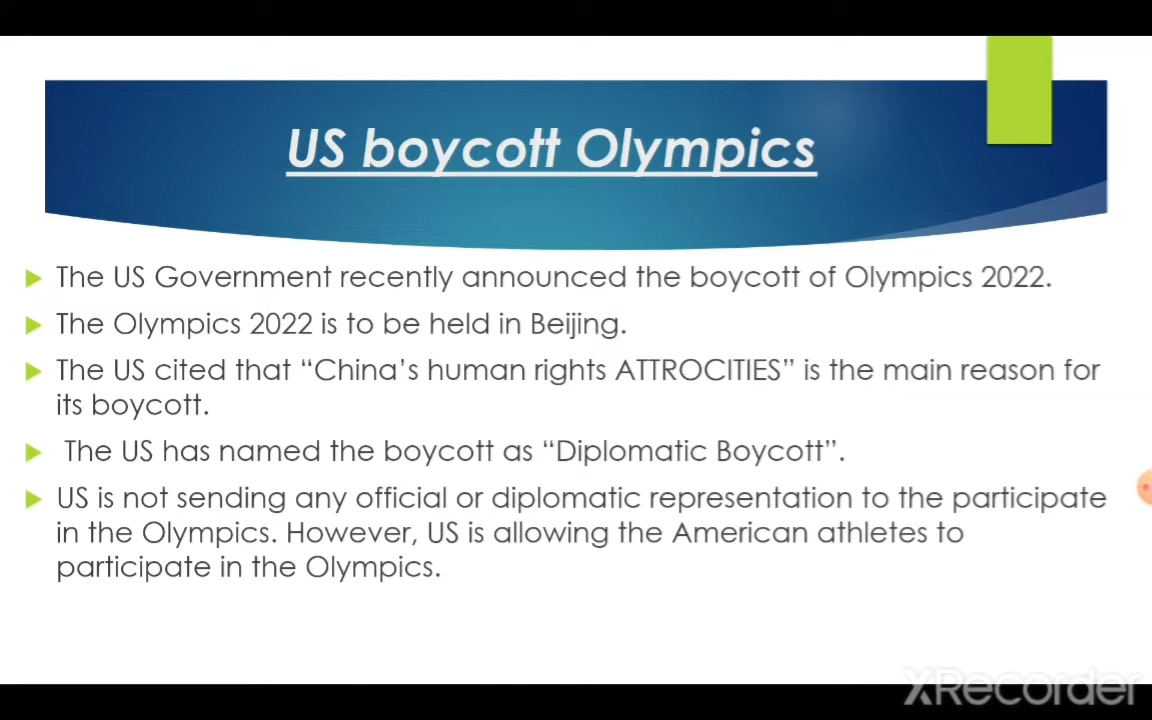 US boycott Olympics
The US Government recently announced the boycott of Olympics 2022.
The Olympics 2022 is to be held in Beijing.
The US cited that “China’s human rights ATTROCITIES” is the main reason for
its boycott.
The US has named the boycott as “Diplomatic Boycott”.
US is not sending any official or diplomatic representation to the participate
in the Olympics. However, US is allowing the American athletes to
participate in the Olympics.
XRecorder